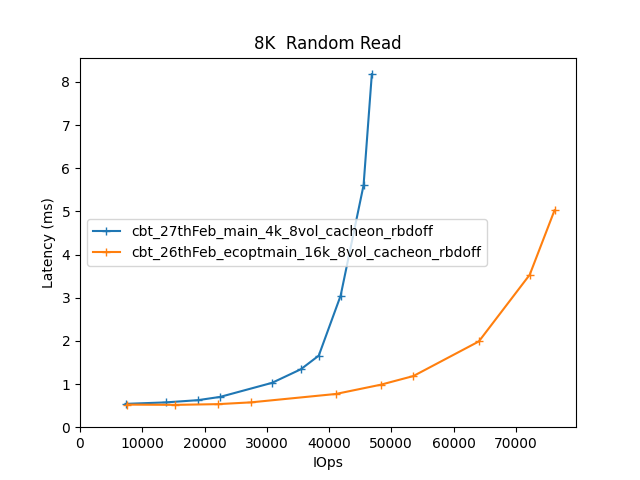 8K  Random Read
Latency (ms)
8
7
6
5
4
3
2
1
0
cbt_27thFeb_main_4k_8vol_cacheon_rbdoff
cbt_26thFeb_ecoptmain_16k_8vol_cacheon_rbdoff
0 10000 20000 30000 40000 50000 60000 70000
IOps